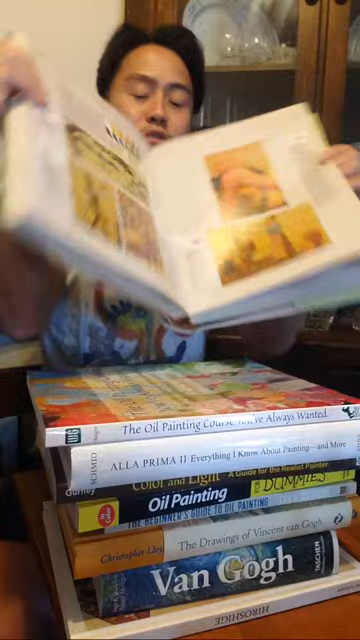 The Oil Painting Course You've Always Wanted
SCHMID ALLA PRIMA II Everything I Know About Painting—and More
Gurney Color and Light A Guide for the Realist Painter
Oil Painting FOR DUMMIES
THE BEGINNER'S GUIDE TO OIL PAINTING
Christopher Lloyd The Drawings of Vincent van Gogh
Van Gogh TASCHEN
HIROSHIGE